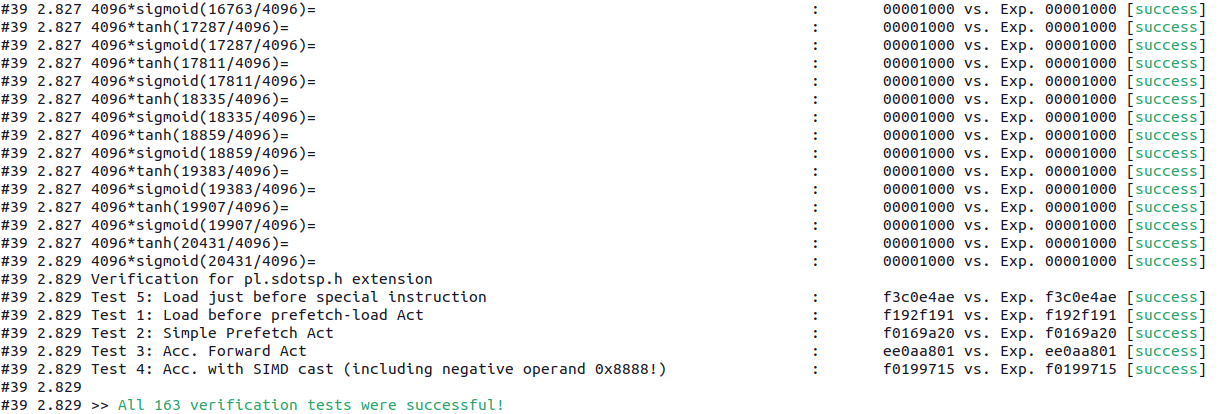 #39 2.827 4096*sigmoid(16763/4096)= : 00001000 vs. Exp. 00001000 [success]
#39 2.827 4096*tanh(17287/4096)= : 00001000 vs. Exp. 00001000 [success]
#39 2.827 4096*sigmoid(17287/4096)= : 00001000 vs. Exp. 00001000 [success]
#39 2.827 4096*tanh(17811/4096)= : 00001000 vs. Exp. 00001000 [success]
#39 2.827 4096*sigmoid(17811/4096)= : 00001000 vs. Exp. 00001000 [success]
#39 2.827 4096*tanh(18335/4096)= : 00001000 vs. Exp. 00001000 [success]
#39 2.827 4096*sigmoid(18335/4096)= : 00001000 vs. Exp. 00001000 [success]
#39 2.827 4096*tanh(18859/4096)= : 00001000 vs. Exp. 00001000 [success]
#39 2.827 4096*sigmoid(18859/4096)= : 00001000 vs. Exp. 00001000 [success]
#39 2.827 4096*tanh(19383/4096)= : 00001000 vs. Exp. 00001000 [success]
#39 2.827 4096*sigmoid(19383/4096)= : 00001000 vs. Exp. 00001000 [success]
#39 2.827 4096*tanh(19907/4096)= : 00001000 vs. Exp. 00001000 [success]
#39 2.827 4096*sigmoid(19907/4096)= : 00001000 vs. Exp. 00001000 [success]
#39 2.827 4096*tanh(20431/4096)= : 00001000 vs. Exp. 00001000 [success]
#39 2.829 4096*sigmoid(20431/4096)= : 00001000 vs. Exp. 00001000 [success]
#39 2.829 Verification for pl.sdotsp.h extension
#39 2.829 Test 5: Load just before special instruction : f3c0e4ae vs. Exp. f3c0e4ae [success]
#39 2.829 Test 1: Load before prefetch-load Act : f192f191 vs. Exp. f192f191 [success]
#39 2.829 Test 2: Simple Prefetch Act : f0169a20 vs. Exp. f0169a20 [success]
#39 2.829 Test 3: Acc. Forward Act : ee0aa801 vs. Exp. ee0aa801 [success]
#39 2.829 Test 4: Acc. with SIMD cast (including negative operand 0x8888!) : f0199715 vs. Exp. f0199715 [success]
#39 2.829
#39 2.829 >> All 163 verification tests were successful!